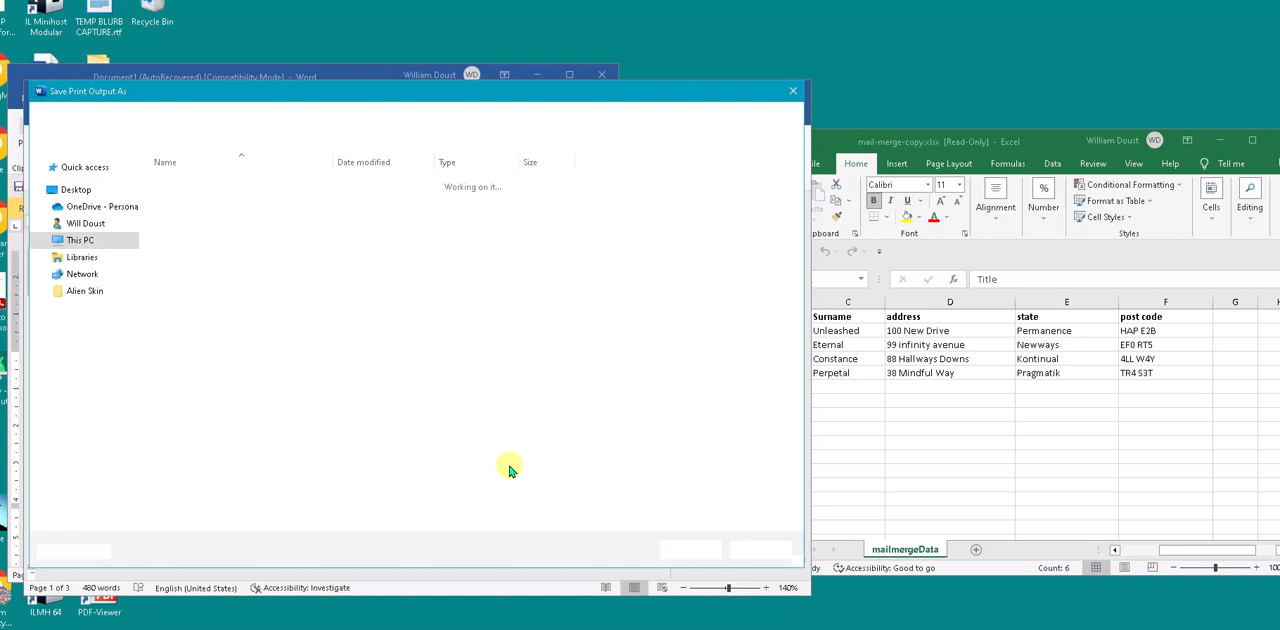 IL Minihost
Modular
TEMP BLURB
CAPTURE.rtf
Recycle Bin
Document1 (AutoRecovered) [Compatibility Mode] - Word
William Doust
WD
Save Print Output As
Name
Date modified
Type
Size
Working on it...
Quick access
Desktop
OneDrive - Persona
Will Doust
This PC
Libraries
Network
Alien Skin
Page 1 of 3
480 words
English (United States)
Accessibility: Investigate
140%
ILMH 64
PDF-Viewer
mail-merge-copy.xlsx [Read-Only] - Excel
William Doust
WD
Home
Insert
Page Layout
Formulas
Data
Review
View
Help
Tell me
Calibri
11
B I U
Font
Alignment
Number
Conditional Formatting
Format as Table
Cell Styles
Styles
Cells
Editing
fx
Title
C D E F G
Surname address state post code
Unleashed 100 New Drive Permanence HAP E2B
Eternal 99 infinity avenue Newways EF0 RT5
Constance 88 Hallways Downs Kontinual 4LL W4Y
Perpetal 38 Mindful Way Pragmatik TR4 S3T
mailmergeData
Accessibility: Good to go
Count: 6